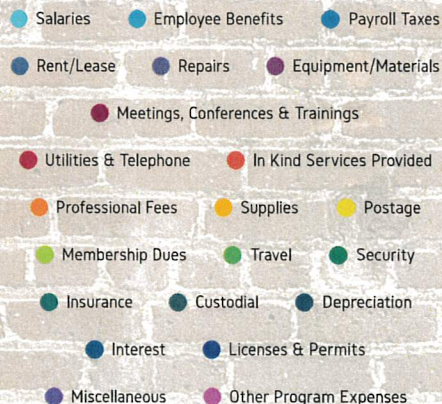 Salaries Employee Benefits Payroll Taxes
Rent/Lease Repairs Equipment/Materials
Meetings, Conferences & Trainings
Utilities & Telephone In Kind Services Provided
Professional Fees Supplies Postage
Membership Dues Travel Security
Insurance Custodial Depreciation
Interest Licenses & Permits
Miscellaneous Other Program Expenses